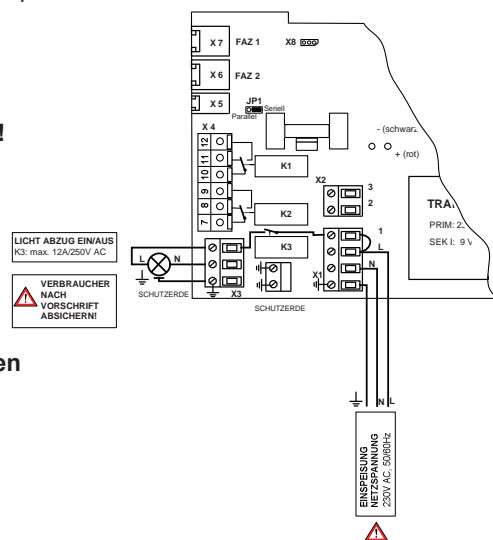 X 7 FAZ 1
X8
X 6 FAZ 2
X 5
JP1
Seriell
Parallel
!
X 4
12
11
10
9
8
7
K1
K2
K3
- (schwarz
+ (rot)
X2
3
2
TRA
PRIM: 2
SEK I: 9 V
LICHT ABZUG EIN/AUS
K3: max. 12A/250V AC
L N
1
L
N
X1
X3
SCHUTZERDE
SCHUTZERDE
VERBRAUCHER
NACH
VORSCHRIFT
ABSICHERN!
en
N L
EINSPEISUNG
NETZSPANNUNG
230V AC, 50/60Hz